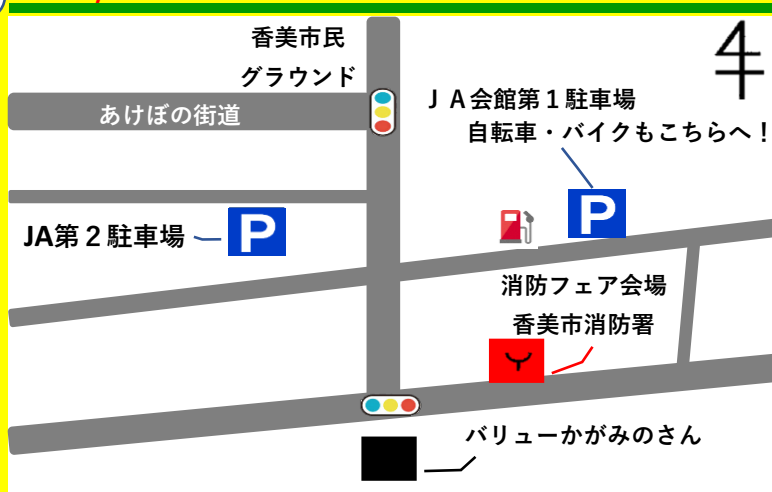 香美市民
グラウンド
ＪＡ会館第１駐車場
自転車・バイクもこちらへ！
あけぼの街道
JA第２駐車場
P
P
消防フェア会場
香美市消防署
バリューかがみのさん